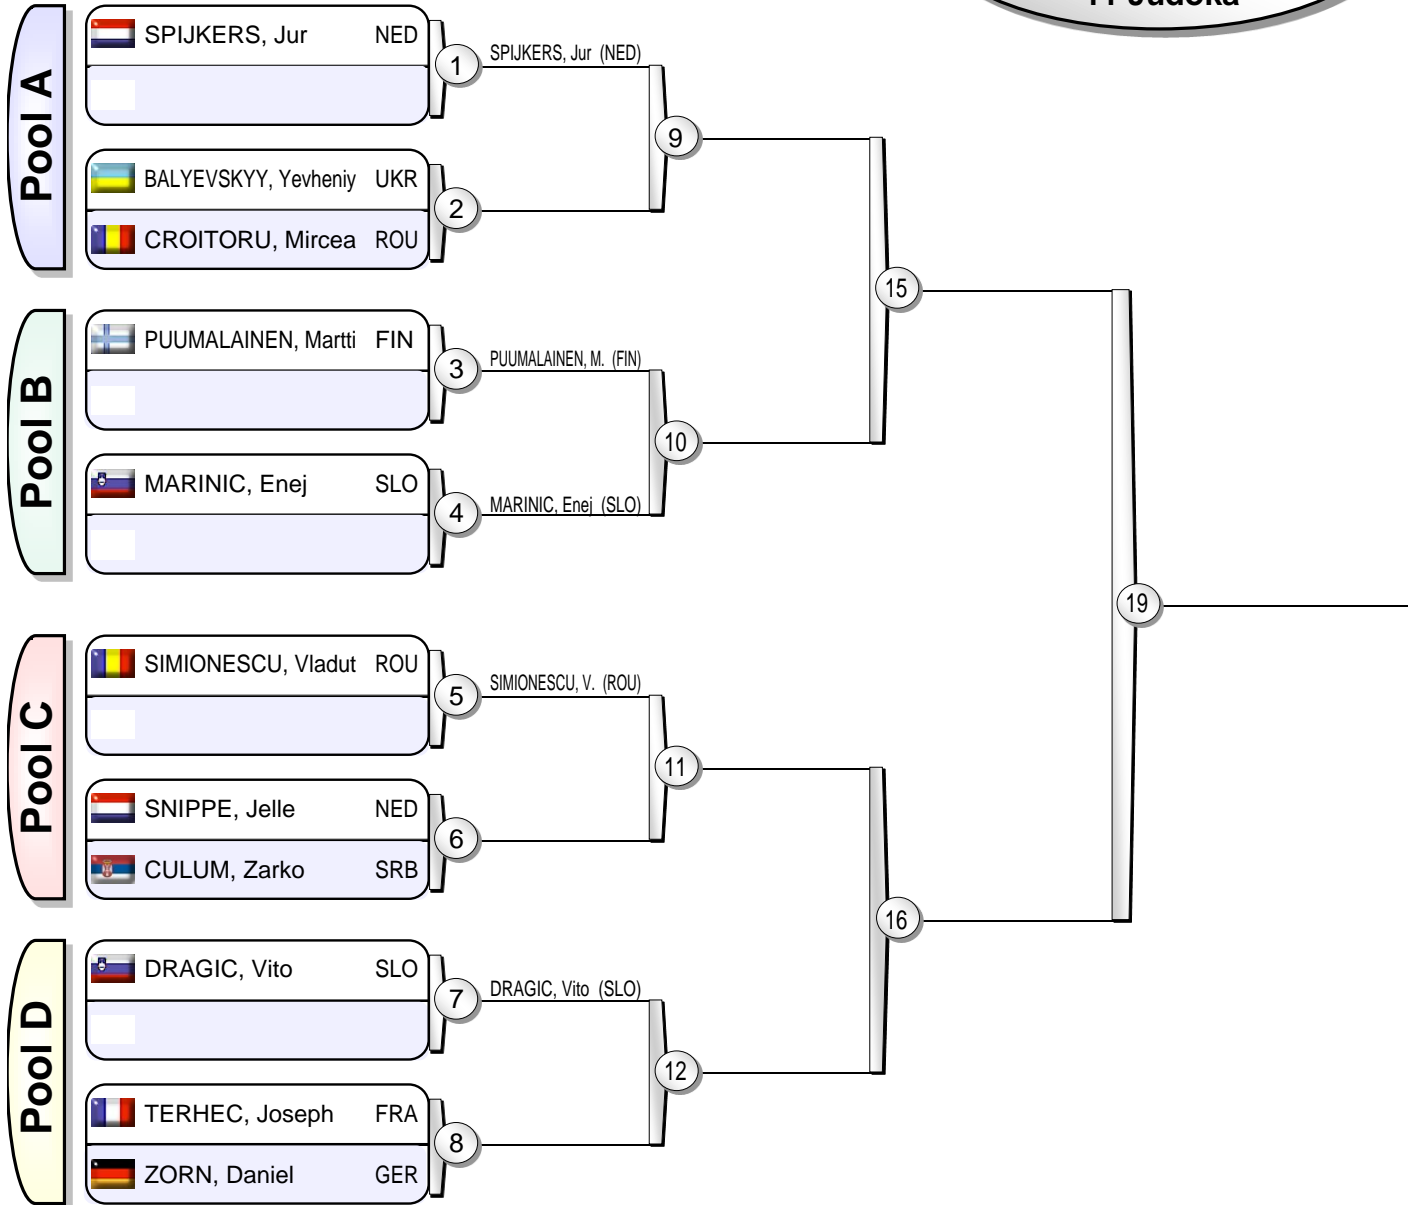 Judoka
Pool A
SPIJKERS, Jur NED
1
SPIJKERS, Jur (NED)
BALYEVSKYY, Yevheniy UKR
CROITORU, Mircea ROU
2
9
Pool B
PUUMALAINEN, Martti FIN
3
PUUMALAINEN, M. (FIN)
MARINIC, Enej SLO
4
MARINIC, Enej (SLO)
10
15
Pool C
SIMIONESCU, Vladut ROU
5
SIMIONESCU, V. (ROU)
SNIPPE, Jelle NED
CULUM, Zarko SRB
6
11
Pool D
DRAGIC, Vito SLO
7
DRAGIC, Vito (SLO)
TERHEC, Joseph FRA
ZORN, Daniel GER
8
12
16
19